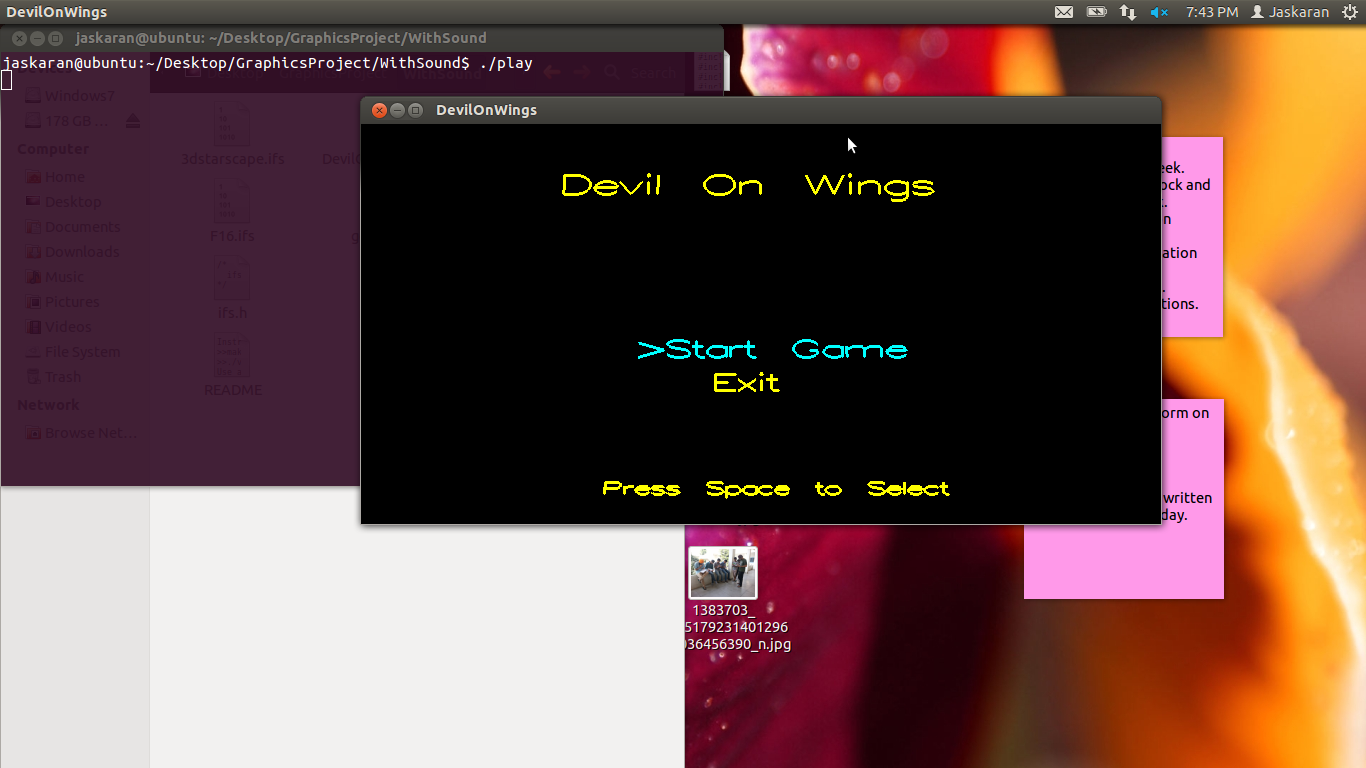 DevilOnWings
7:43 PM
Jaskaran
jaskaran@ubuntu: ~/Desktop/GraphicsProject/WithSound
jaskaran@ubuntu:~/Desktop/GraphicsProject/WithSound$ ./play
Search
Devices
Windows7
178 GB ...
Computer
Home
Desktop
Documents
Downloads
Music
Pictures
Videos
File System
Trash
Network
Browse Net...
3dstarscape.ifs
F16.ifs
ifs.h
README
DevilOnWings
Devil On Wings
>Start Game
Exit
Press Space to Select
eek.
ock and
ation
tions.
orm on
written
day.
1383703_
5179231401296
036456390_n.jpg